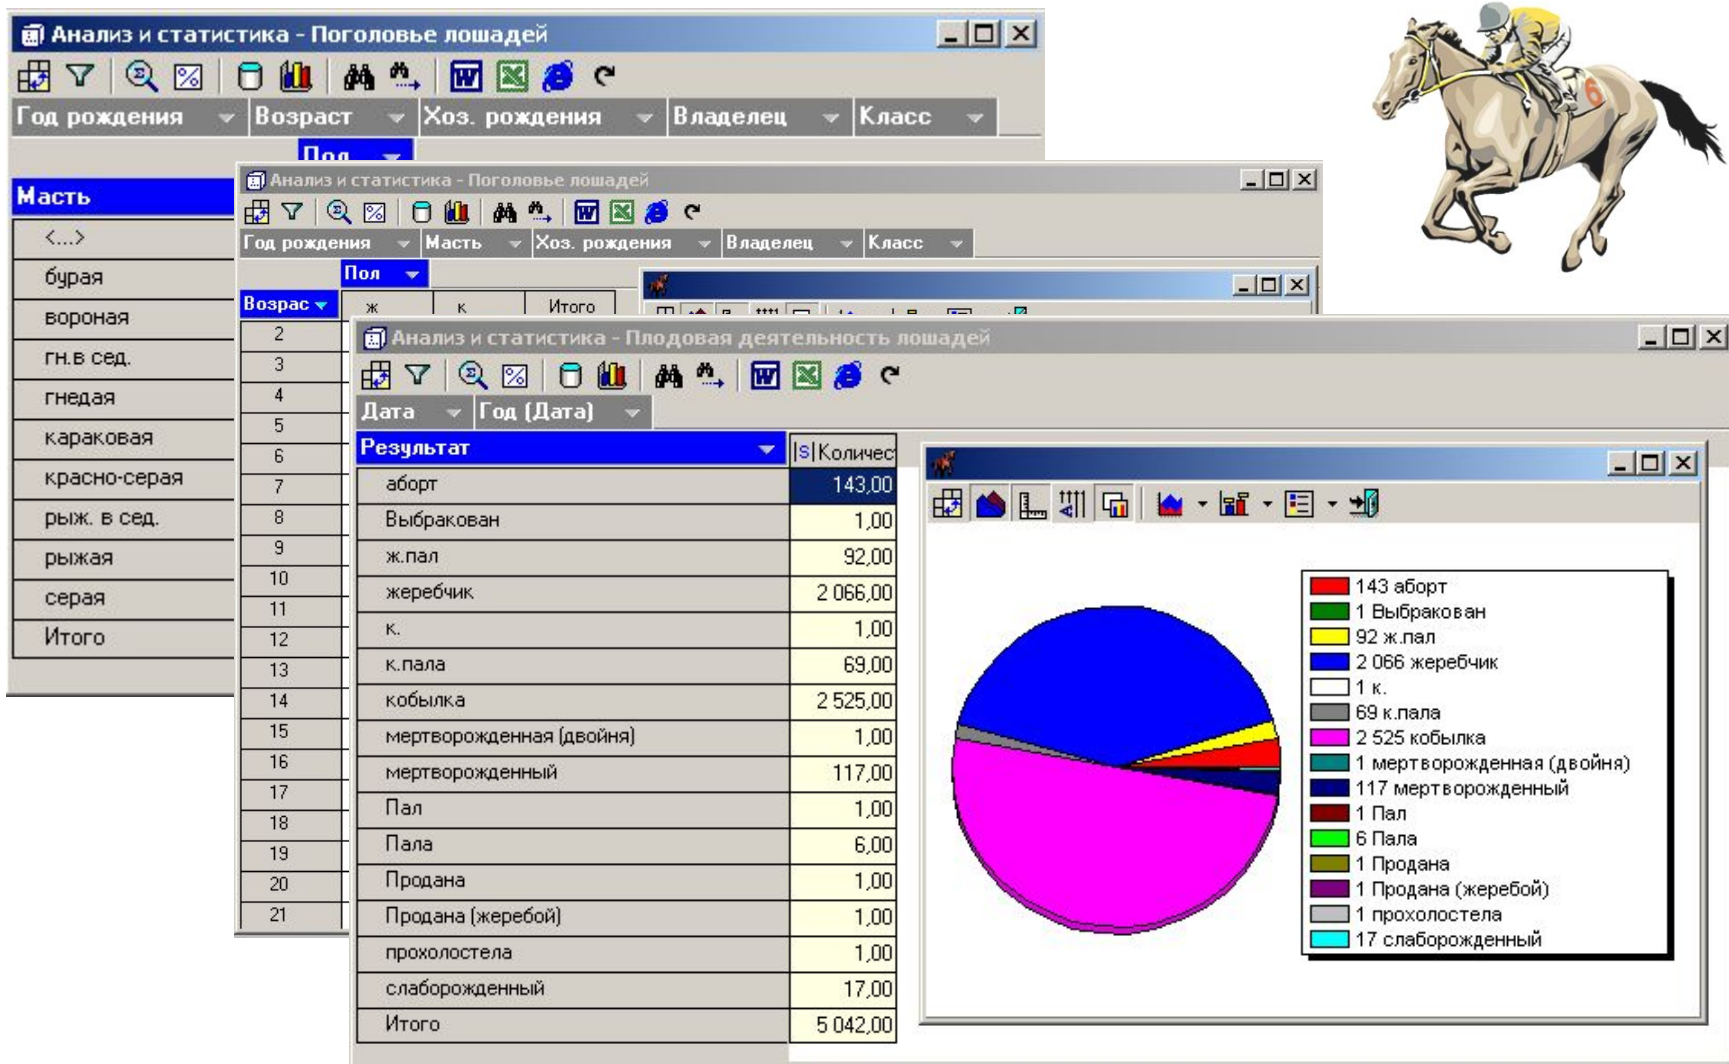 Анализ и статистика - Поголовье лошадей
Год рождения Возраст Хоз. рождения Владелец Класс
Пол
Масть
<...>
бурая
вороная
гн.в сед.
гнедая
караковая
красно-серая
рыж. в сед.
рыжая
серая
Итого
Анализ и статистика - Поголовье лошадей
Год рождения Масть Хоз. рождения Владелец Класс
Пол
Возрас ж к Итого
2
3
4
5
6
7
8
9
10
11
12
13
14
15
16
17
18
19
20
21
Анализ и статистика - Плодовая деятельность лошадей
Дата Год (Дата)
Результат |S|Количес
аборт 143,00
Выбракован 1,00
ж.пал 92,00
жеребчик 2 066,00
к. 1,00
к.пала 69,00
кобылка 2 525,00
мертворожденная (двойня) 1,00
мертворожденный 117,00
Пал 1,00
Пала 6,00
Продана 1,00
Продана (жеребой) 1,00
прохолостела 1,00
слаборожденный 17,00
Итого 5 042,00
143 аборт
1 Выбракован
92 ж.пал
2 066 жеребчик
1 к.
69 к.пала
2 525 кобылка
1 мертворожденная (двойня)
117 мертворожденный
1 Пал
6 Пала
1 Продана
1 Продана (жеребой)
1 прохолостела
17 слаборожденный
6